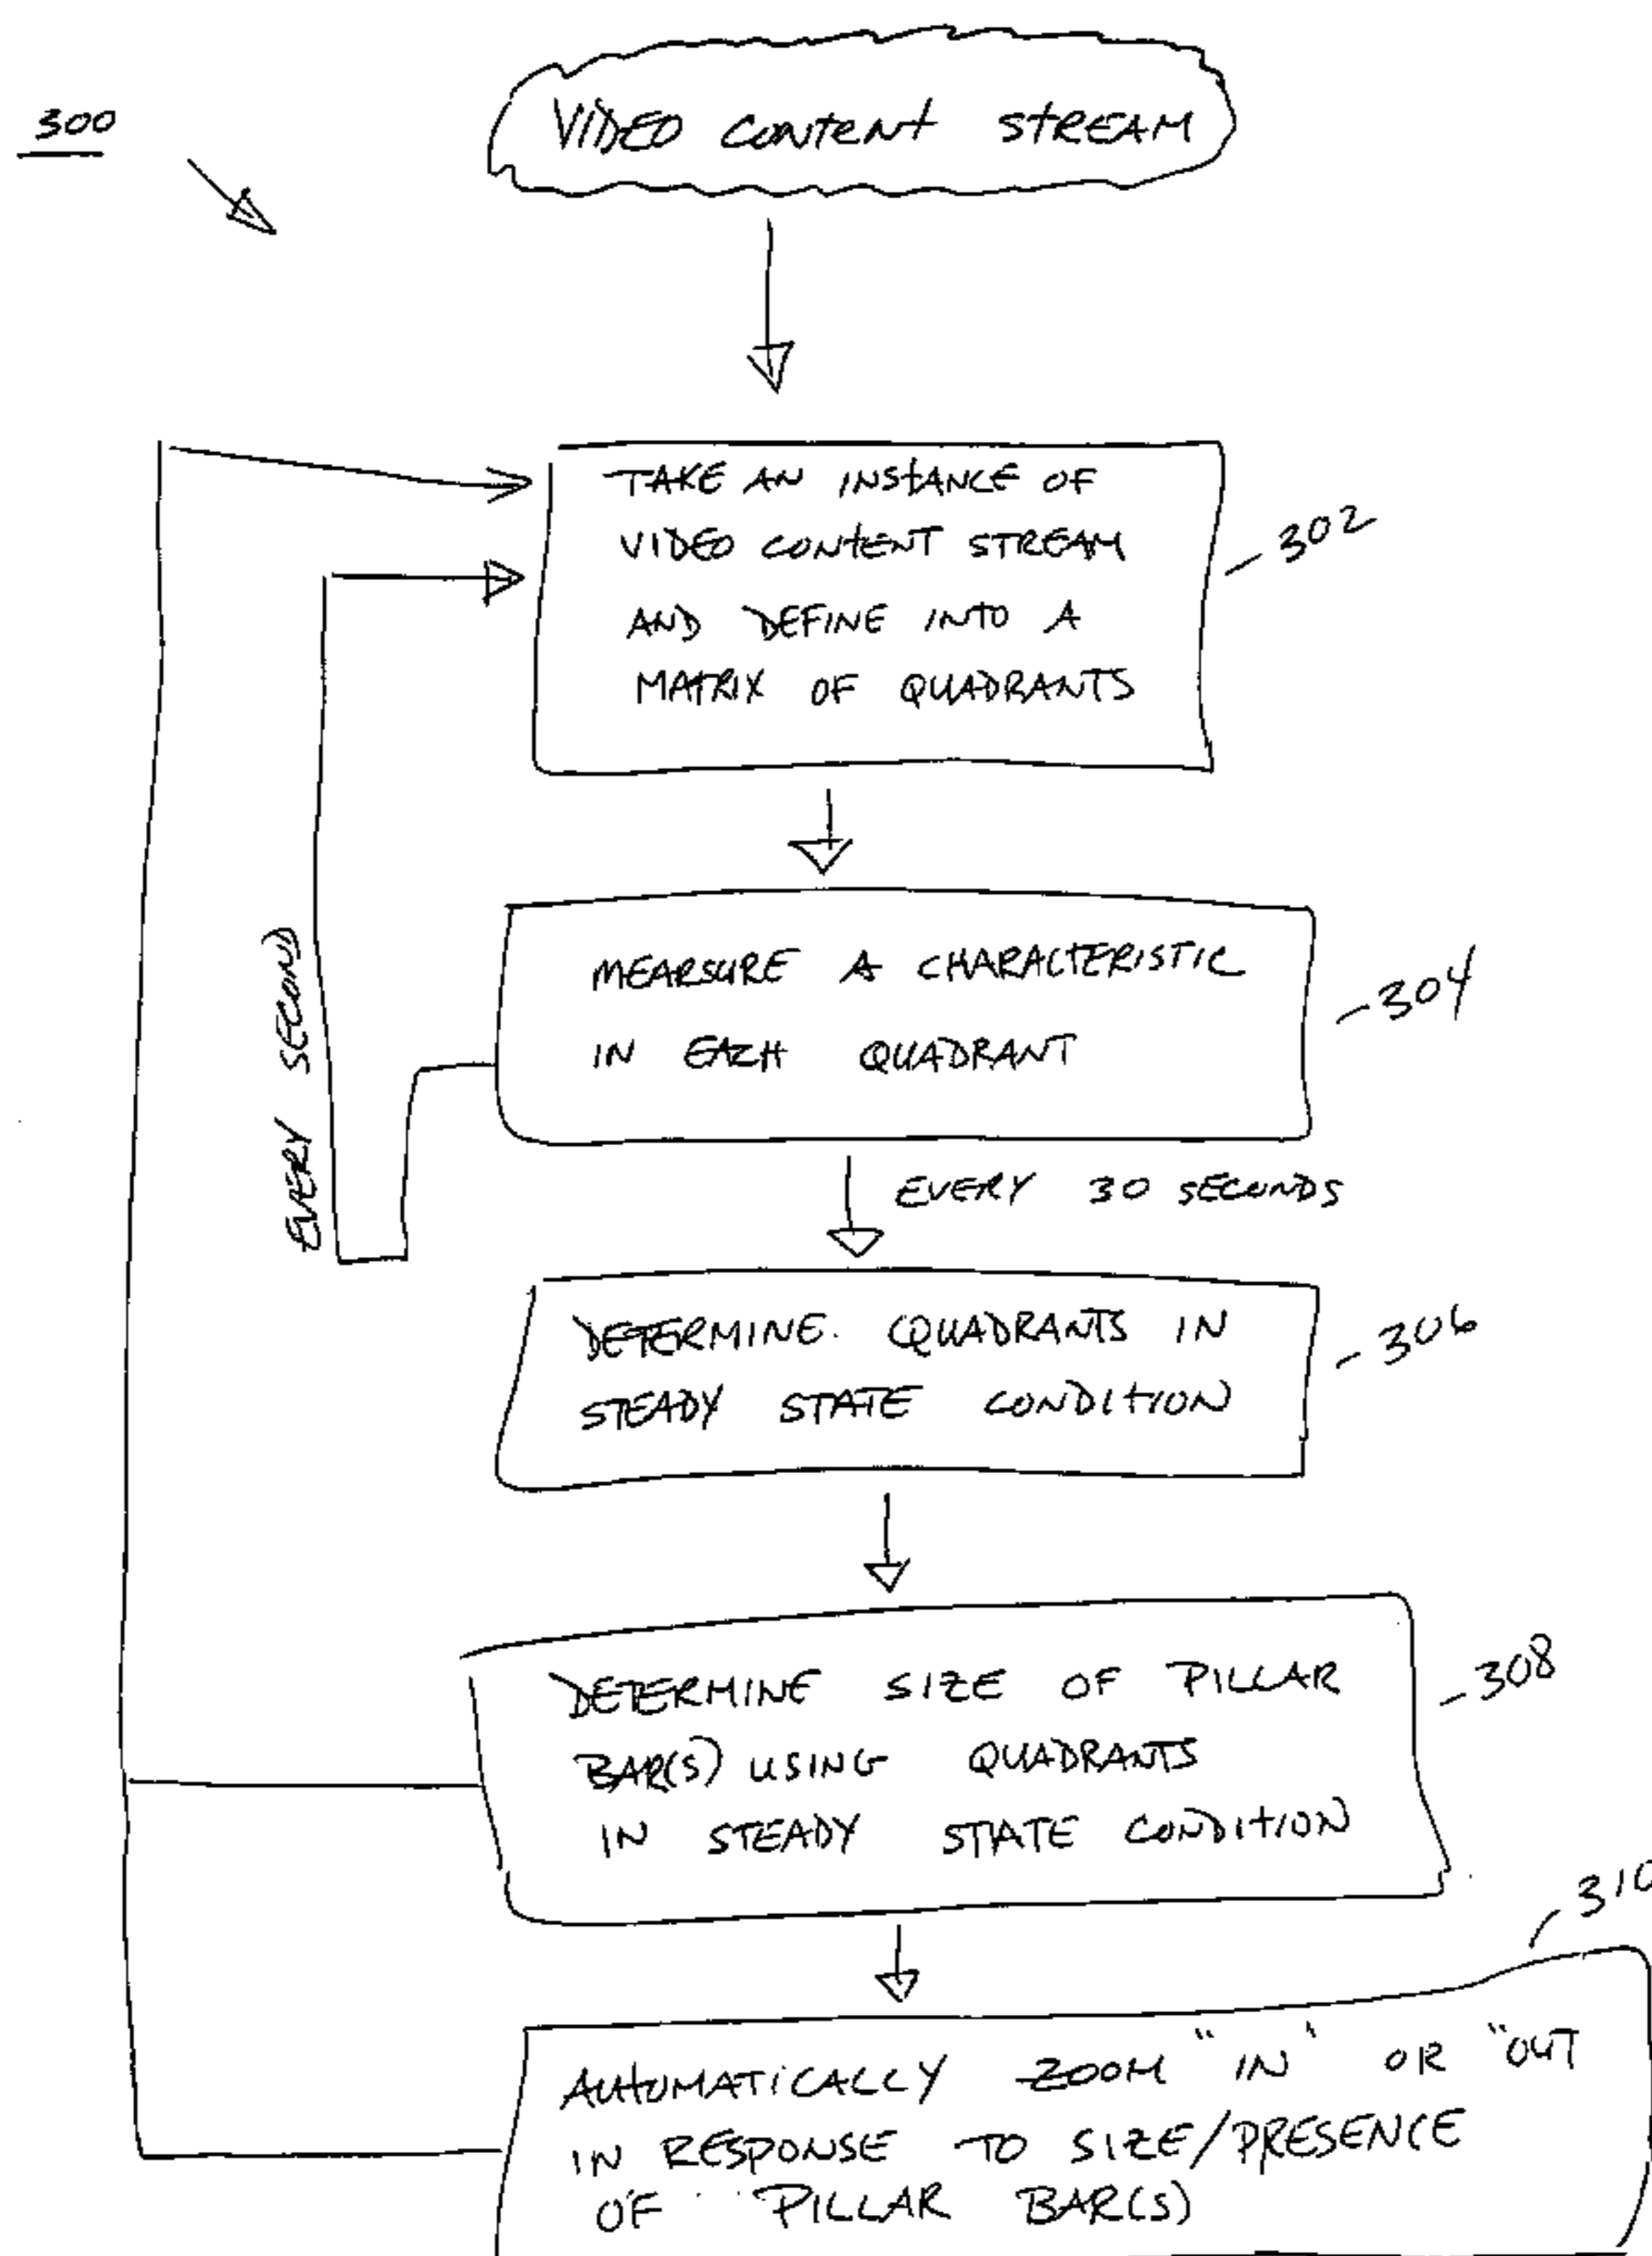 300
VIDEO CONTENT STREAM
TAKE AN INSTANCE OF
VIDEO CONTENT STREAM
AND DEFINE INTO A
MATRIX OF QUADRANTS
302
MEARSURE A CHARACTERISTIC
IN EACH QUADRANT
304
EVERY SECOND
EVERY 30 SECONDS
DETERMINE. QUADRANTS IN
STEADY STATE CONDITION
306
DETERMINE SIZE OF PILLAR
BAR(S) USING QUADRANTS
IN STEADY STATE CONDITION
308
310
AUTOMATICALLY ZOOM "IN" OR "OUT
IN RESPONSE TO SIZE/PRESENCE
OF PILLAR BAR(S)